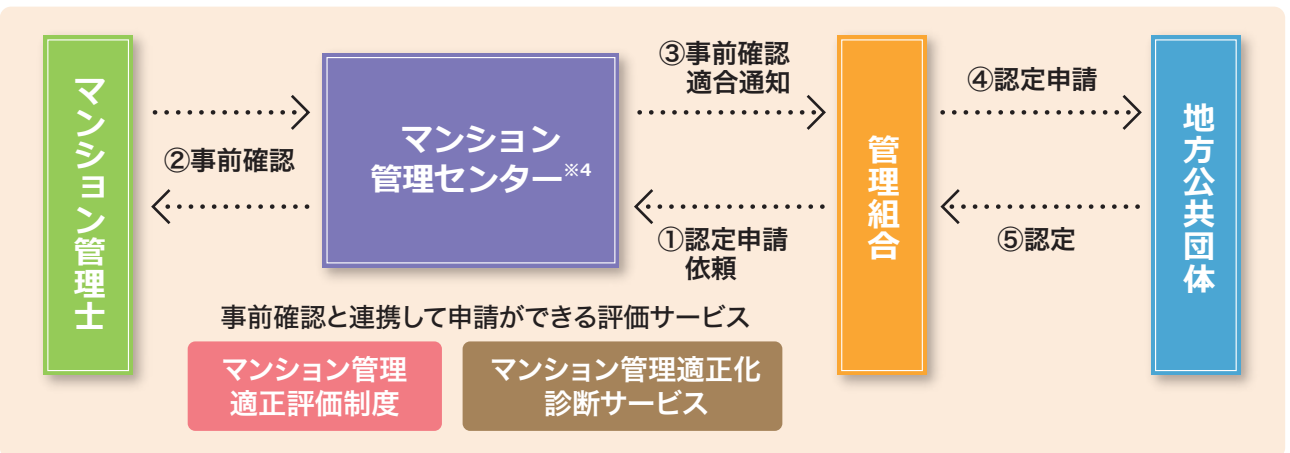 マンション管理士
②事前確認
マンション
管理センター※4
③事前確認
適合通知
①認定申請
依頼
管理組合
④認定申請
⑤認定
地方公共団体
事前確認と連携して申請ができる評価サービス
マンション管理
適正評価制度
マンション管理適正化
診断サービス